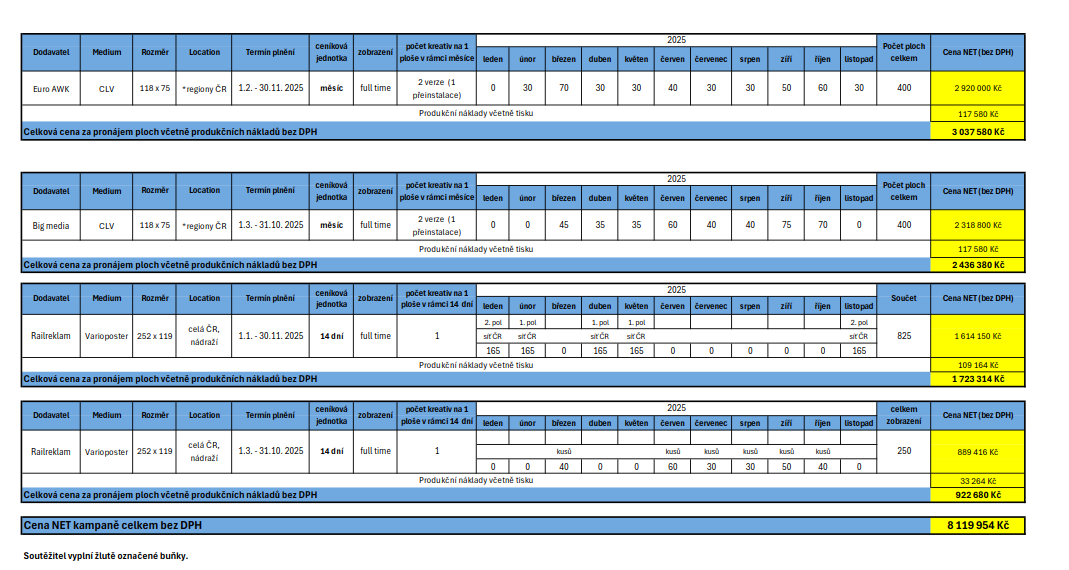 2025
Dodavatel Medium Rozměr Location Termín plnění ceníková jednotka zobrazení počet kreativ na 1 ploše v rámci měsíce leden únor březen duben květen červen červenec srpen září říjen listopad Počet ploch celkem Cena NET (bez DPH)
Euro AWK CLV 118 x 75 *regiony ČR 1.2. - 30.11. 2025 měsíc full time 2 verze (1 přeinstalace) 0 30 70 30 30 40 30 30 50 60 30 400 2 920 000 Kč
Produkční náklady včetně tisku 117 580 Kč
Celková cena za pronájem ploch včetně produkčních nákladů bez DPH 3 037 580 Kč
2025
Dodavatel Medium Rozměr Location Termín plnění ceníková jednotka zobrazení počet kreativ na 1 ploše v rámci měsíce leden únor březen duben květen červen červenec srpen září říjen listopad Počet ploch celkem Cena NET (bez DPH)
Big media CLV 118 x 75 *regiony ČR 1.3. - 31.10. 2025 měsíc full time 2 verze (1 přeinstalace) 0 0 45 35 35 60 40 40 75 70 0 400 2 318 800 Kč
Produkční náklady včetně tisku 117 580 Kč
Celková cena za pronájem ploch včetně produkčních nákladů bez DPH 2 436 380 Kč
2025
Dodavatel Medium Rozměr Location Termín plnění ceníková jednotka zobrazení počet kreativ na 1 ploše v rámci 14 dní leden únor březen duben květen červen červenec srpen září říjen listopad Součet Cena NET (bez DPH)
2. pol 1. pol 1. pol 1. pol 2. pol
Railreklam Varioposter 252 x 119 celá ČR, nádraží 1.1. - 30.11. 2025 14 dní full time 1 síť ČR síť ČR síť ČR síť ČR síť ČR 825 1 614 150 Kč
165 165 0 165 165 0 0 0 0 0 165
Produkční náklady včetně tisku 109 164 Kč
Celková cena za pronájem ploch včetně produkčních nákladů bez DPH 1 723 314 Kč
2025
Dodavatel Medium Rozměr Location Termín plnění ceníková jednotka zobrazení počet kreativ na 1 ploše v rámci 14 dní leden únor březen duben květen červen červenec srpen září říjen listopad celkem zobrazení Cena NET (bez DPH)
Railreklam Varioposter 252 x 119 celá ČR, nádraží 1.3. - 31.10. 2025 14 dní full time 1 kusů kusů kusů kusů kusů kusů 250 889 416 Kč
0 0 40 0 0 60 30 30 50 40 0
Produkční náklady včetně tisku 33 264 Kč
Celková cena za pronájem ploch včetně produkčních nákladů bez DPH 922 680 Kč
Cena NET kampaně celkem bez DPH 8 119 954 Kč
Soutěžitel vyplní žlutě označené buňky.